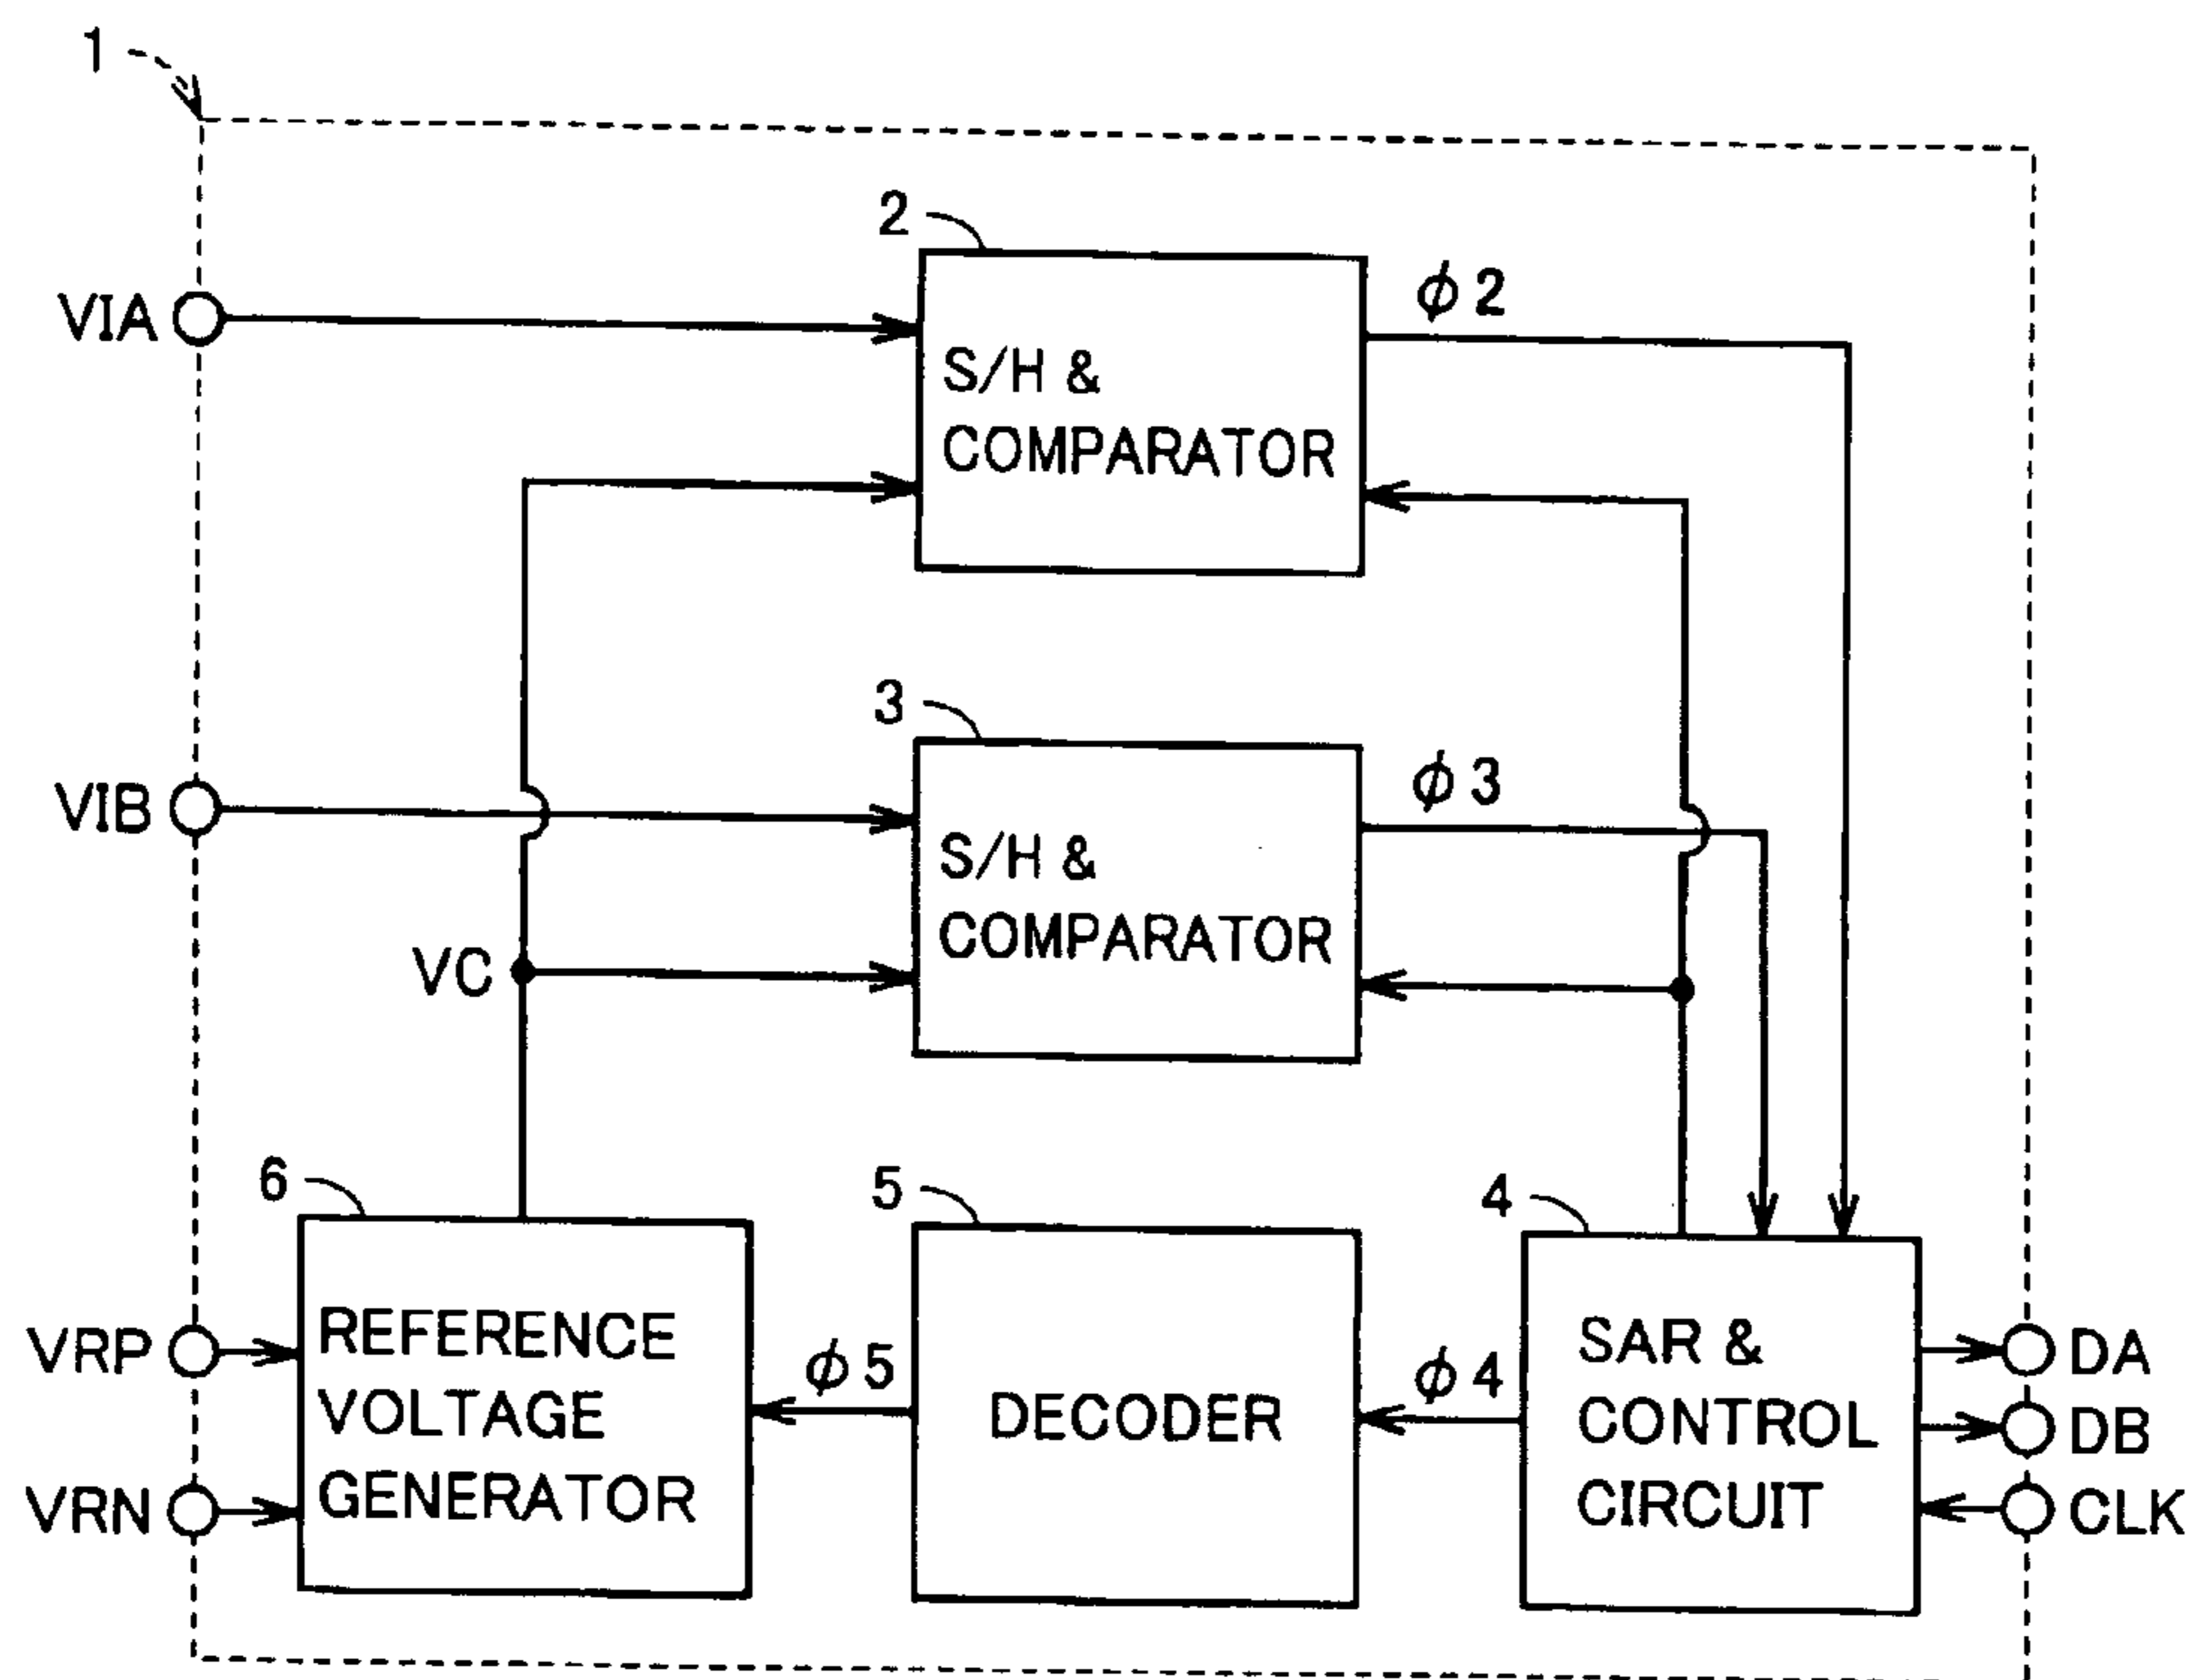 1
2
VIA
φ2
S/H &
COMPARATOR
3
VIB
φ3
S/H &
COMPARATOR
VC
6
5
4
VRP
REFERENCE
VOLTAGE
GENERATOR
VRN
φ5
DECODER
φ4
SAR &
CONTROL
CIRCUIT
DA
DB
CLK